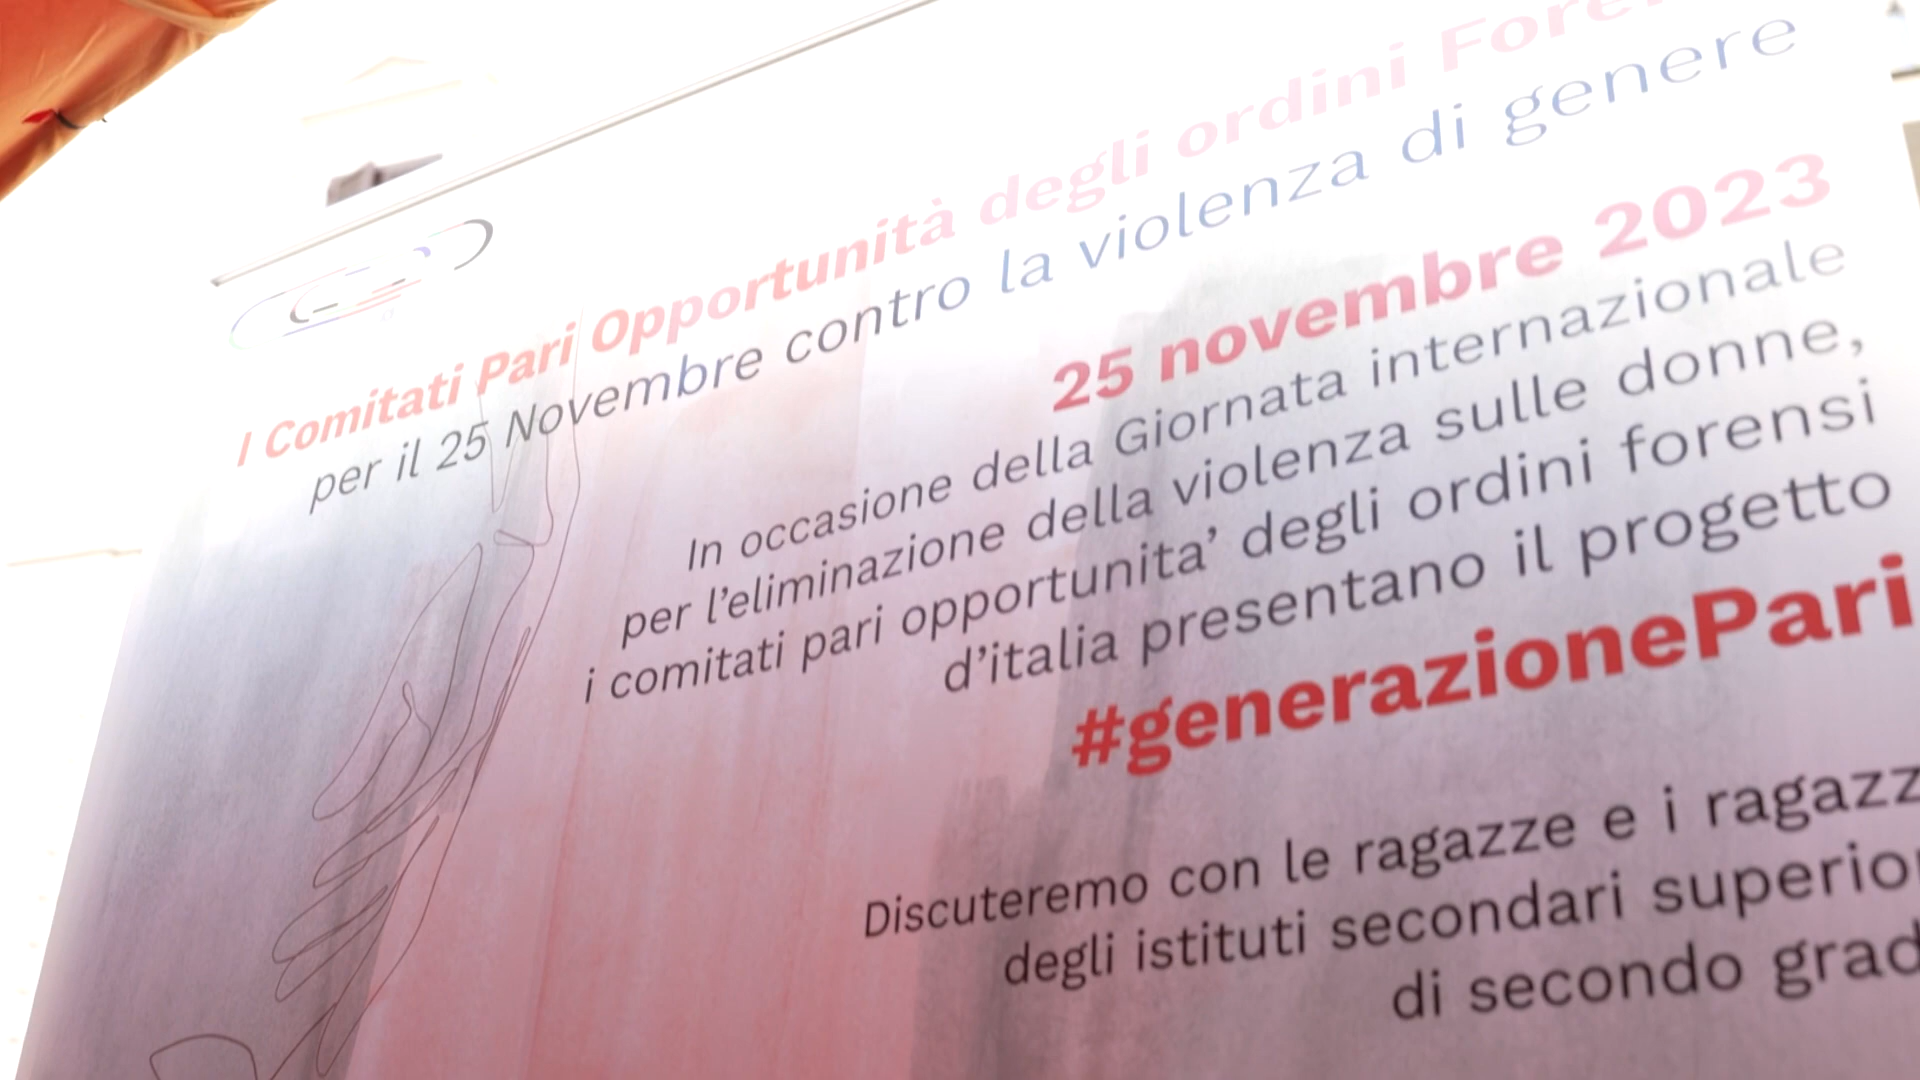 I Comitati Pari Opportunità degli ordini
per il 25 Novembre contro la violenza di genere
25 novembre 2023
In occasione della Giornata internazionale
per l’eliminazione della violenza sulle donne,
i comitati pari opportunita’ degli ordini forensi
d’italia presentano il progetto
#generazionePari
Discuteremo con le ragazze e i ragazz
degli istituti secondari superior
di secondo grad